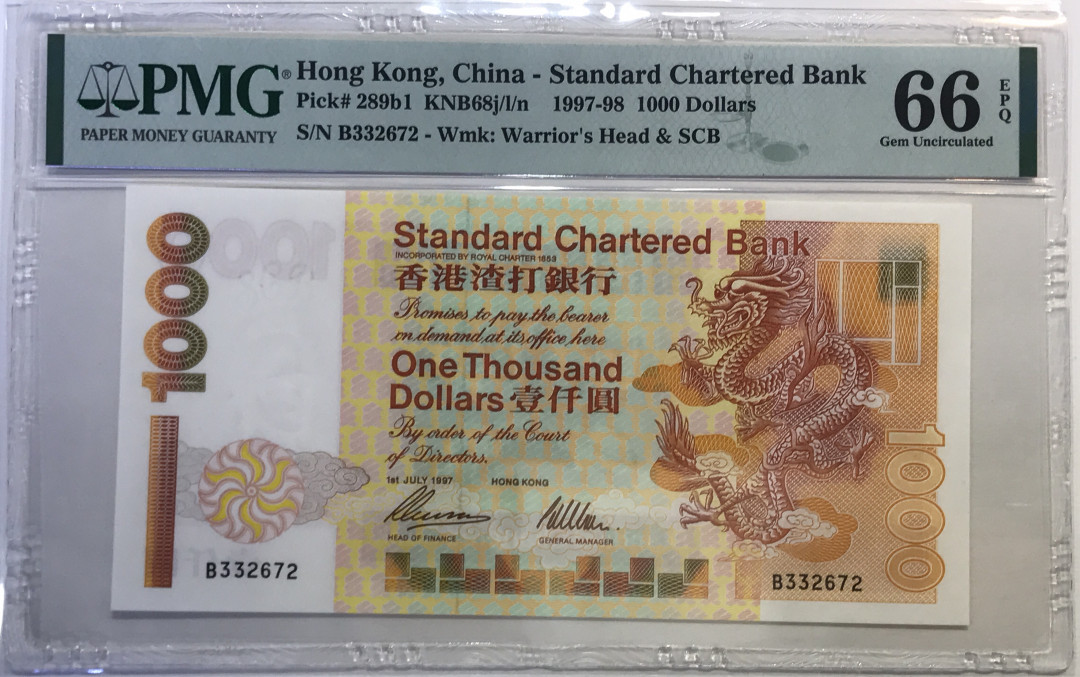 PMG®
PAPER MONEY GUARANTY
Hong Kong, China - Standard Chartered Bank
Pick# 289b1 KNB68j/l/n 1997-98 1000 Dollars
S/N B332672 - Wmk: Warrior's Head & SCB
66
EPQ
Gem Uncirculated
1000
Standard Chartered Bank
INCORPORATED BY ROYAL CHARTER 1853
香港渣打銀行
Promises to pay the bearer
on demand at its office here
One Thousand
Dollars 壹仟圓
By order of the Court
of Directors.
1st JULY 1997 HONG KONG
HEAD OF FINANCE GENERAL MANAGER
B332672 B332672
1000